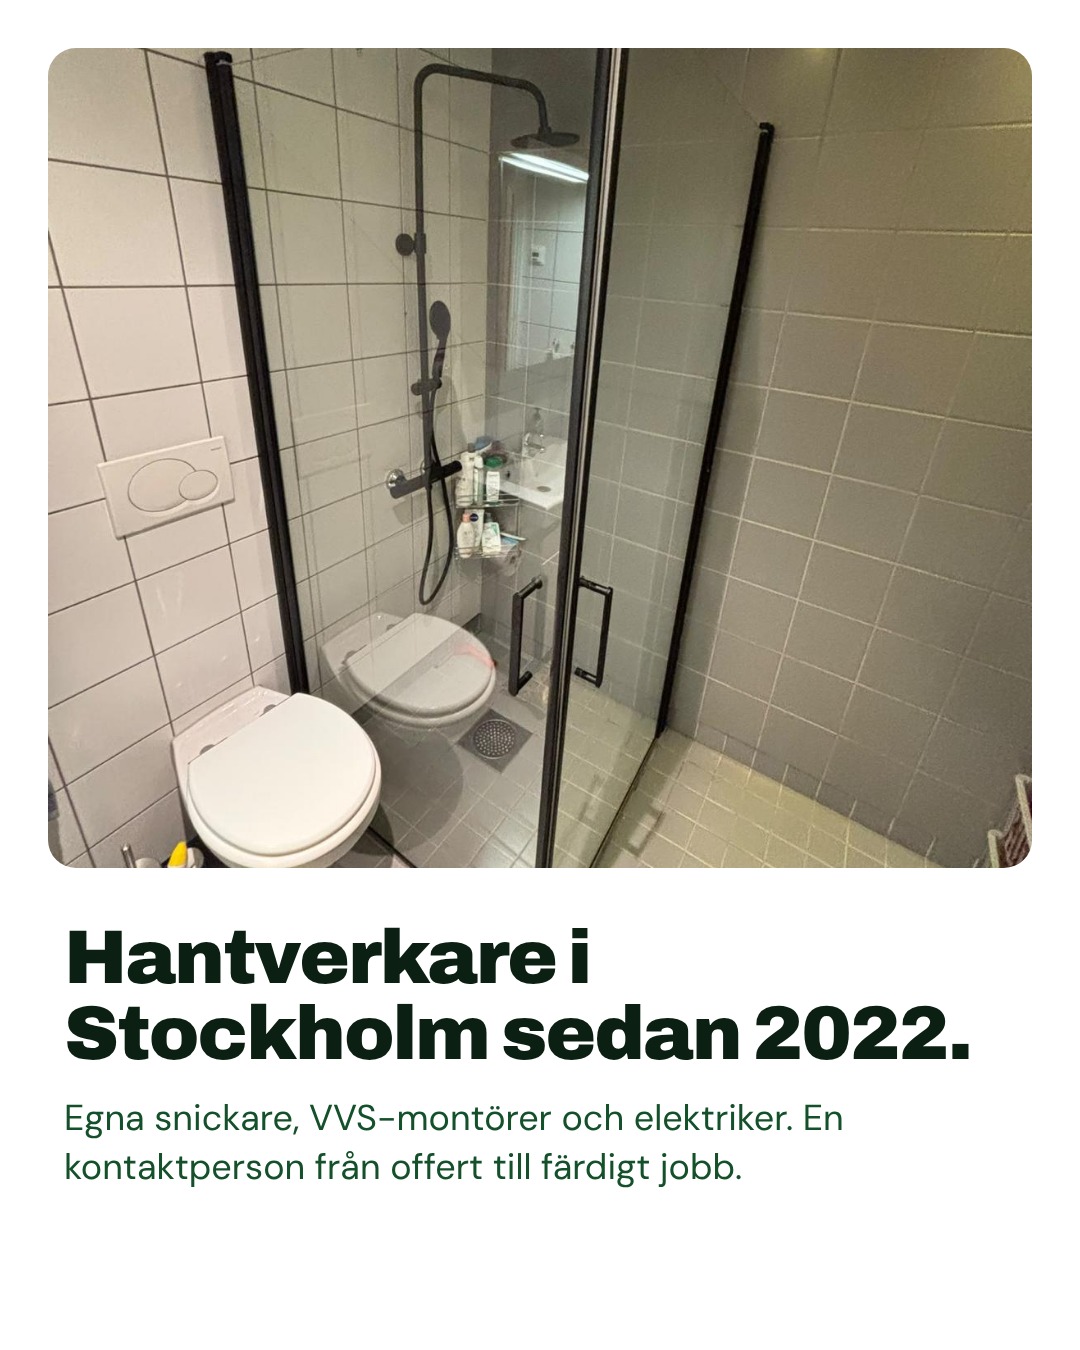 Hantverkare i
Stockholm sedan 2022.
Egna snickare, VVS-montörer och elektriker. En
kontaktperson från offert till färdigt jobb.